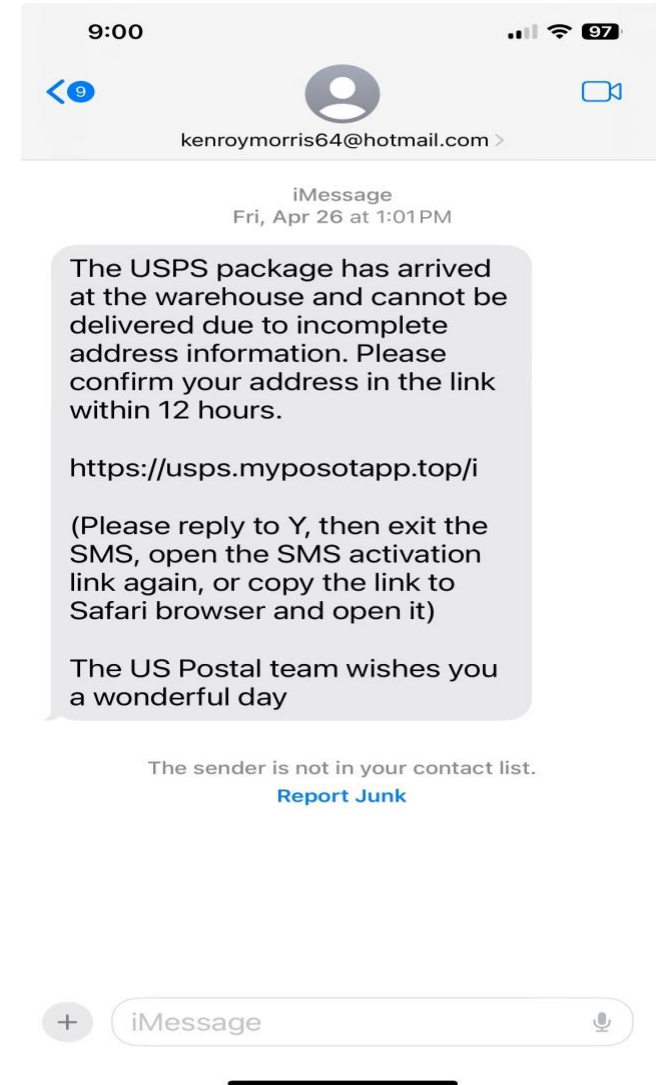 9:00
97
9
kenroymorris64@hotmail.com
iMessage
Fri, Apr 26 at 1:01 PM
The USPS package has arrived
at the warehouse and cannot be
delivered due to incomplete
address information. Please
confirm your address in the link
within 12 hours.
https://usps.myposotapp.top/i
(Please reply to Y, then exit the
SMS, open the SMS activation
link again, or copy the link to
Safari browser and open it)
The US Postal team wishes you
a wonderful day
The sender is not in your contact list.
Report Junk
iMessage